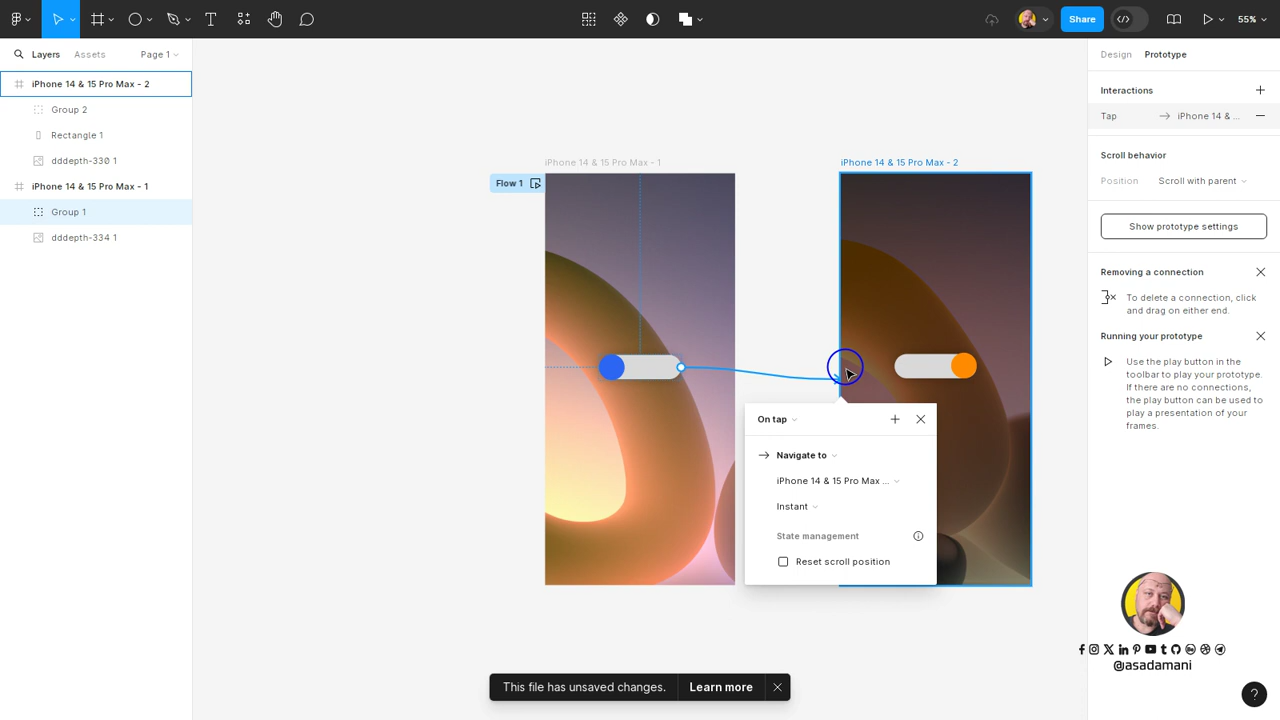 Share
55%
Layers
Assets
Page 1
iPhone 14 & 15 Pro Max - 2
Group 2
Rectangle 1
dddepth-330 1
iPhone 14 & 15 Pro Max - 1
Group 1
dddepth-334 1
iPhone 14 & 15 Pro Max - 1
iPhone 14 & 15 Pro Max - 2
Flow 1
On tap
Navigate to
iPhone 14 & 15 Pro Max ...
Instant
State management
Reset scroll position
This file has unsaved changes.
Learn more
Design
Prototype
Interactions
Tap
iPhone 14 & ...
Scroll behavior
Position
Scroll with parent
Show prototype settings
Removing a connection
To delete a connection, click
and drag on either end.
Running your prototype
Use the play button in the
toolbar to play your prototype.
If there are no connections,
the play button can be used to
play a presentation of your
frames.
@asadamani
?